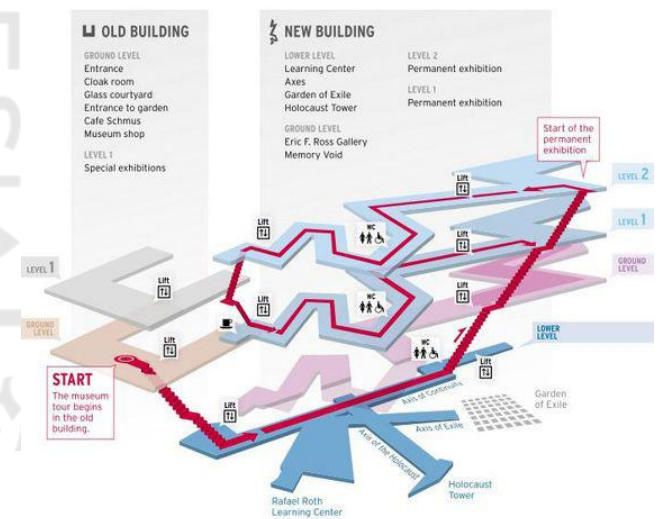 OLD BUILDING
GROUND LEVEL
Entrance
Cloak room
Glass courtyard
Entrance to garden
Cafe Schmus
Museum shop
LEVEL 1
Special exhibitions
NEW BUILDING
LOWER LEVEL
Learning Center
Axes
Garden of Exile
Holocaust Tower
GROUND LEVEL
Eric F. Ross Gallery
Memory Void
LEVEL 2
Permanent exhibition
LEVEL 1
Permanent exhibition
Start of the
permanent
exhibition
Lift
LEVEL 2
Lift
WC
Lift
LEVEL 1
GROUND
LEVEL
LEVEL 1
Lift
Lift
WC
Lift
GROUND
LEVEL
Lift
WC
LOWER
LEVEL
Lift
START
The museum
tour begins
in the old
building.
Lift
Axis of Continuity
Garden
of Exile
Axis of Exile
Axis of the Holocaust
Holocaust
Tower
Rafael Roth
Learning Center